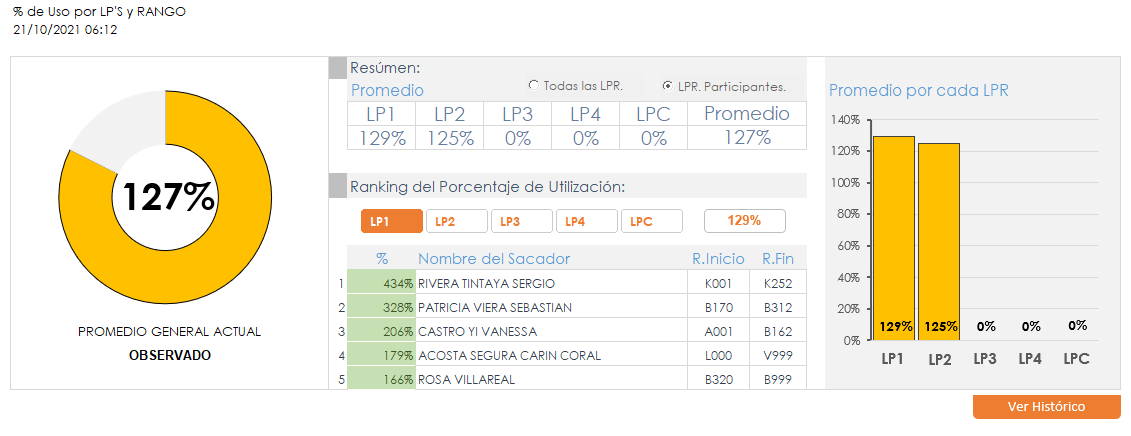 % de Uso por LP'S y RANGO
21/10/2021 06:12
127%
PROMEDIO GENERAL ACTUAL
OBSERVADO
Resúmen:
Promedio
Todas las LPR.
LPR. Participantes.
LP1 LP2 LP3 LP4 LPC Promedio
129% 125% 0% 0% 0% 127%
Ranking del Porcentaje de Utilización:
LP1 LP2 LP3 LP4 LPC 129%
% Nombre del Sacador R.Inicio R.Fin
1 434% RIVERA TINTAYA SERGIO K001 K252
2 328% PATRICIA VIERA SEBASTIAN B170 B312
3 206% CASTRO YI VANESSA A001 B162
4 179% ACOSTA SEGURA CARIN CORAL L000 V999
5 166% ROSA VILLAREAL B320 B999
Promedio por cada LPR
140%
120%
100%
80%
60%
40%
20%
0%
129% 125% 0% 0% 0%
LP1 LP2 LP3 LP4 LPC
Ver Histórico